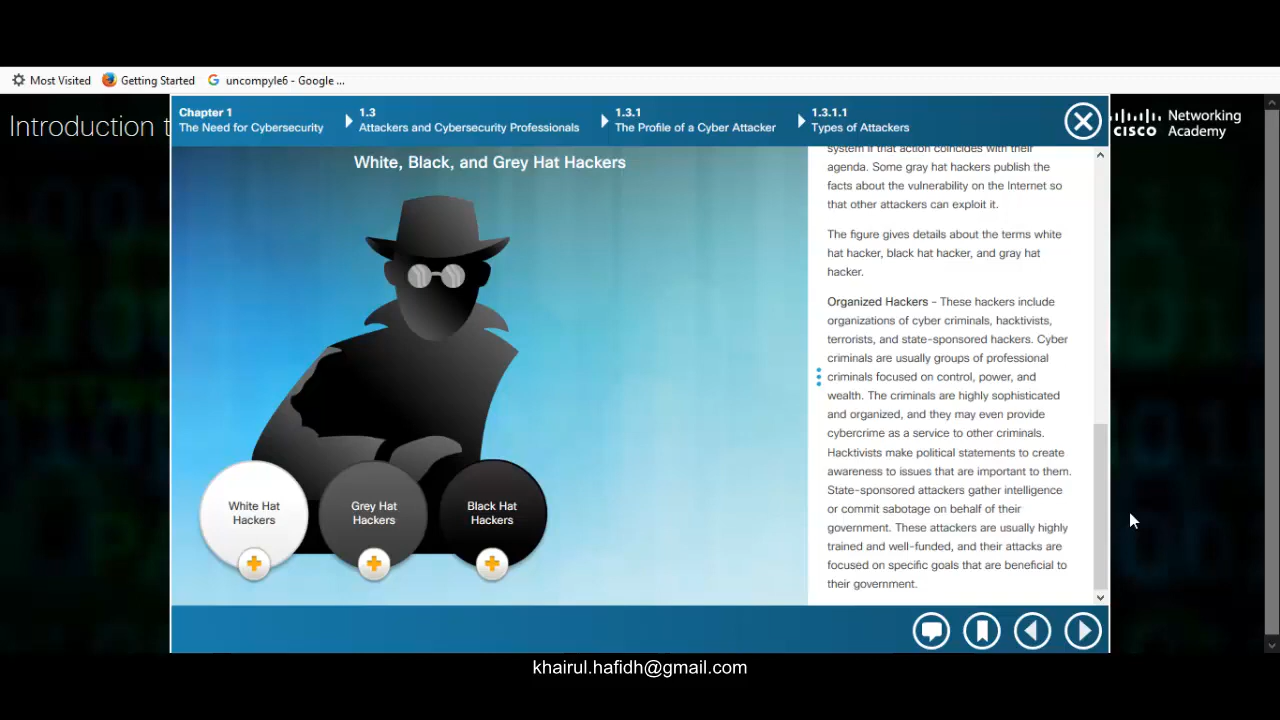 Most Visited Getting Started uncompyle6 - Google ...
Introduction t
Chapter 1
The Need for Cybersecurity
1.3
Attackers and Cybersecurity Professionals
1.3.1
The Profile of a Cyber Attacker
1.3.1.1
Types of Attackers
CISCO
Networking
Academy
White, Black, and Grey Hat Hackers
White Hat
Hackers
Grey Hat
Hackers
Black Hat
Hackers
system if that action coincides with their
agenda. Some gray hat hackers publish the
facts about the vulnerability on the Internet so
that other attackers can exploit it.
The figure gives details about the terms white
hat hacker, black hat hacker, and gray hat
hacker.
Organized Hackers - These hackers include
organizations of cyber criminals, hacktivists,
terrorists, and state-sponsored hackers. Cyber
criminals are usually groups of professional
criminals focused on control, power, and
wealth. The criminals are highly sophisticated
and organized, and they may even provide
cybercrime as a service to other criminals.
Hacktivists make political statements to create
awareness to issues that are important to them.
State-sponsored attackers gather intelligence
or commit sabotage on behalf of their
government. These attackers are usually highly
trained and well-funded, and their attacks are
focused on specific goals that are beneficial to
their government.
khairul.hafidh@gmail.com